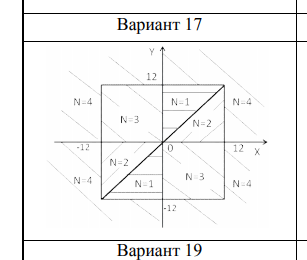 Вариант 17
Y
12
N=4 N=1 N=4
N=3 N=2
-12 0 12 X
N=2
N=4 N=1 N=3 N=4
-12
Вариант 19